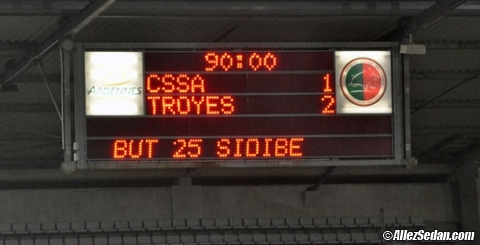 90:00
ARDENNES
CSSA 1
TROYES 2
BUT 25 SIDIBE
©AllezSedan.com